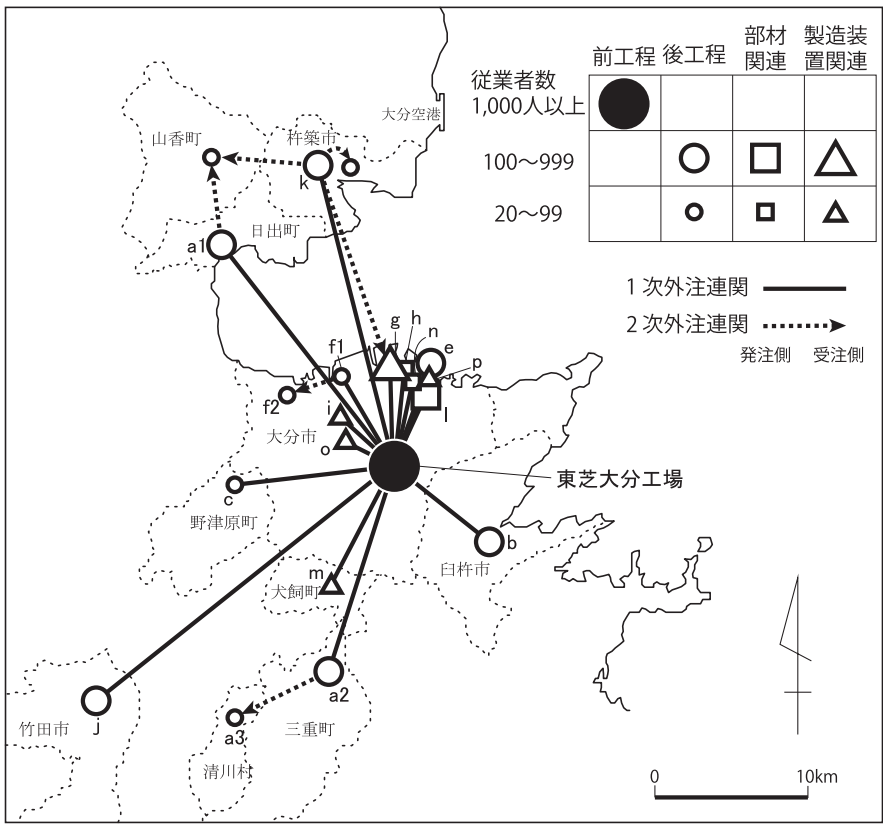 部材 製造装
前工程 後工程 関連 置関連
従業者数
1,000人以上
100〜999
20〜99
1次外注連関
2次外注連関
発注側 受注側
大分空港
山香町
杵築市
k
日出町
a1
g
h
n
e
f1
p
f2
i
l
大分市
o
東芝大分工場
c
野津原町
b
臼杵市
m
犬飼町
a2
J
竹田市
a3
三重町
清川村
0 10km